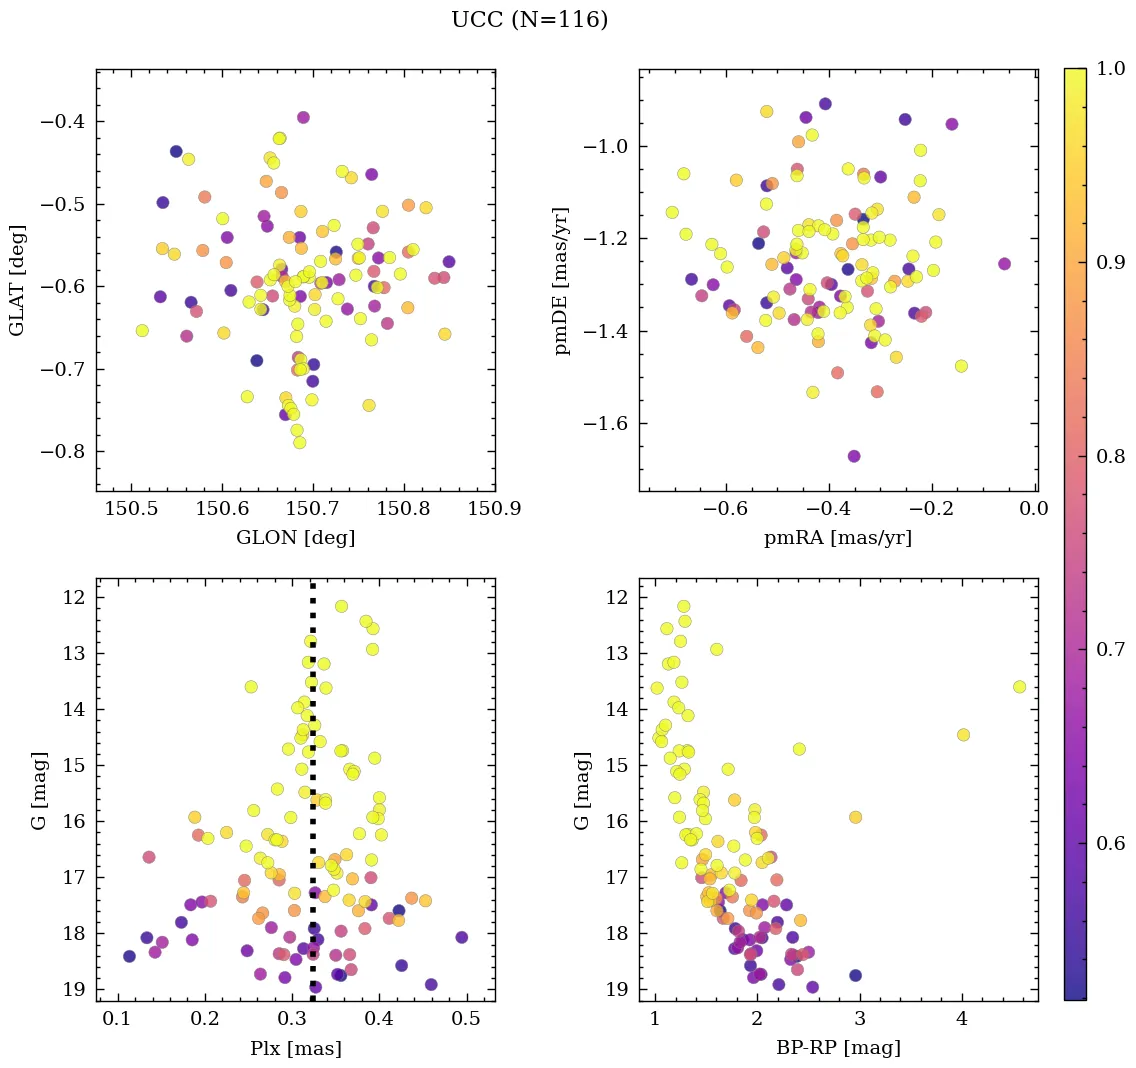 UCC (N=116)
−0.4
−0.5
−0.6
−0.7
−0.8
GLAT [deg]
150.5 150.6 150.7 150.8 150.9
GLON [deg]
−1.0
−1.2
−1.4
−1.6
pmDE [mas/yr]
−0.6 −0.4 −0.2 0.0
pmRA [mas/yr]
12
13
14
15
16
17
18
19
G [mag]
0.1 0.2 0.3 0.4 0.5
Plx [mas]
12
13
14
15
16
17
18
19
G [mag]
1 2 3 4
BP-RP [mag]
1.0
0.9
0.8
0.7
0.6